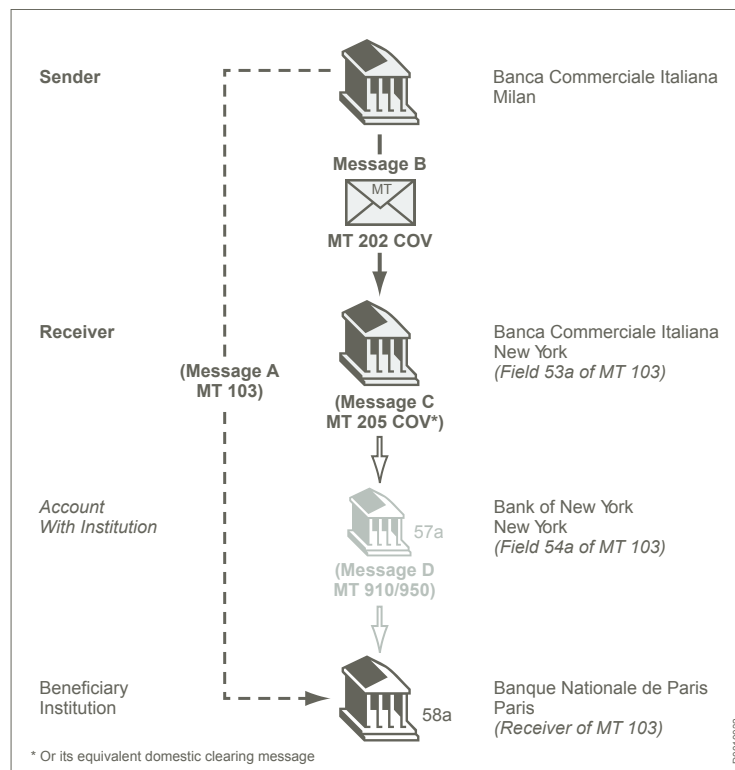 Sender
Banca Commerciale Italiana
Milan
Message B
MT
MT 202 COV
Receiver
Banca Commerciale Italiana
New York
(Field 53a of MT 103)
(Message A
MT 103)
(Message C
MT 205 COV*)
Account
With Institution
57a
Bank of New York
New York
(Field 54a of MT 103)
(Message D
MT 910/950)
Beneficiary
Institution
58a
Banque Nationale de Paris
Paris
(Receiver of MT 103)
* Or its equivalent domestic clearing message